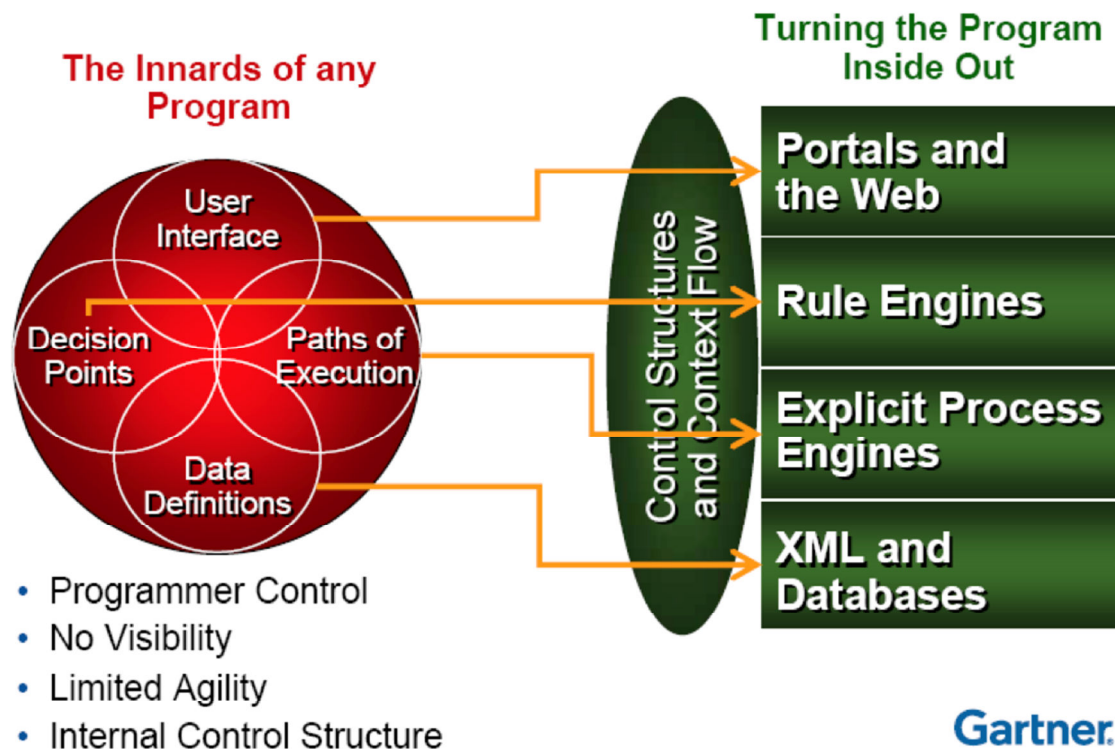 The Innards of any
Program
Turning the Program
Inside Out
User
Interface
Decision
Points
Paths of
Execution
Data
Definitions
Control Structures
and Context Flow
Portals and
the Web
Rule Engines
Explicit Process
Engines
XML and
Databases
• Programmer Control
• No Visibility
• Limited Agility
• Internal Control Structure
Gartner.